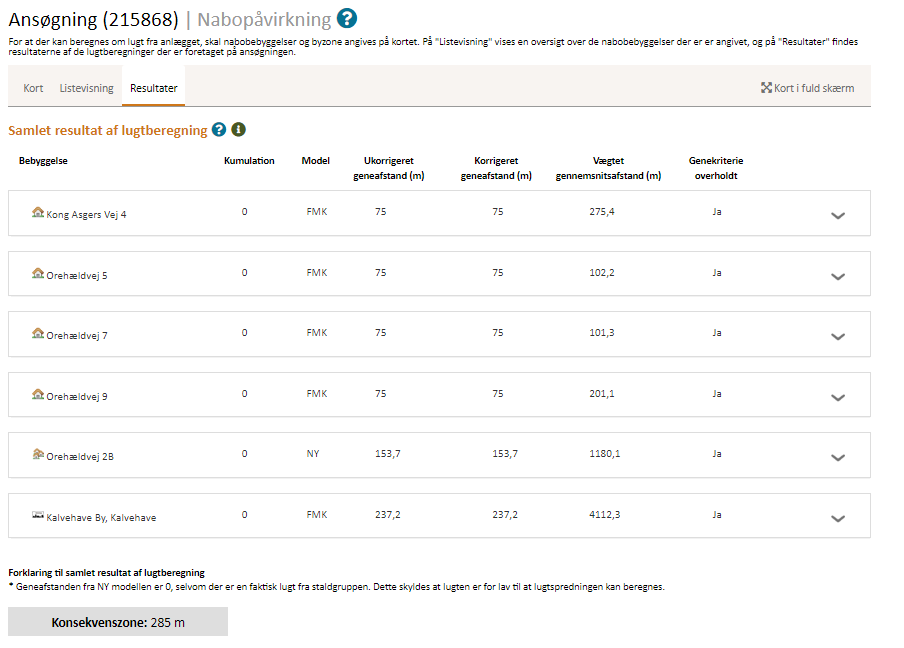 Ansøgning (215868) | Nabopåvirkning ?
For at der kan beregnes om lugt fra anlægget, skal nabobebyggelser og byzone angives på kortet. På "Listevisning" vises en oversigt over de nabobebyggelser der er er angivet, og på "Resultater" findes
resultaterne af de lugtberegninger der er foretaget på ansøgningen.
Kort Listevisning Resultater Kort i fuld skærm
Samlet resultat af lugtberegning ? i
Bebyggelse Kumulation Model Ukorrigeret Korrigeret Vægtet Genekriterie
geneafstand (m) geneafstand (m) gennemsnitsafstand (m) overholdt
Kong Asgers Vej 4 0 FMK 75 75 275,4 Ja
Orehældvej 5 0 FMK 75 75 102,2 Ja
Orehældvej 7 0 FMK 75 75 101,3 Ja
Orehældvej 9 0 FMK 75 75 201,1 Ja
Orehældvej 2B 0 NY 153,7 153,7 1180,1 Ja
Kalvehave By, Kalvehave 0 FMK 237,2 237,2 4112,3 Ja
Forklaring til samlet resultat af lugtberegning
* Geneafstanden fra NY modellen er 0, selvom der er en faktisk lugt fra staldgruppen. Dette skyldes at lugten er for lav til at lugtspredningen kan beregnes.
Konsekvenszone: 285 m